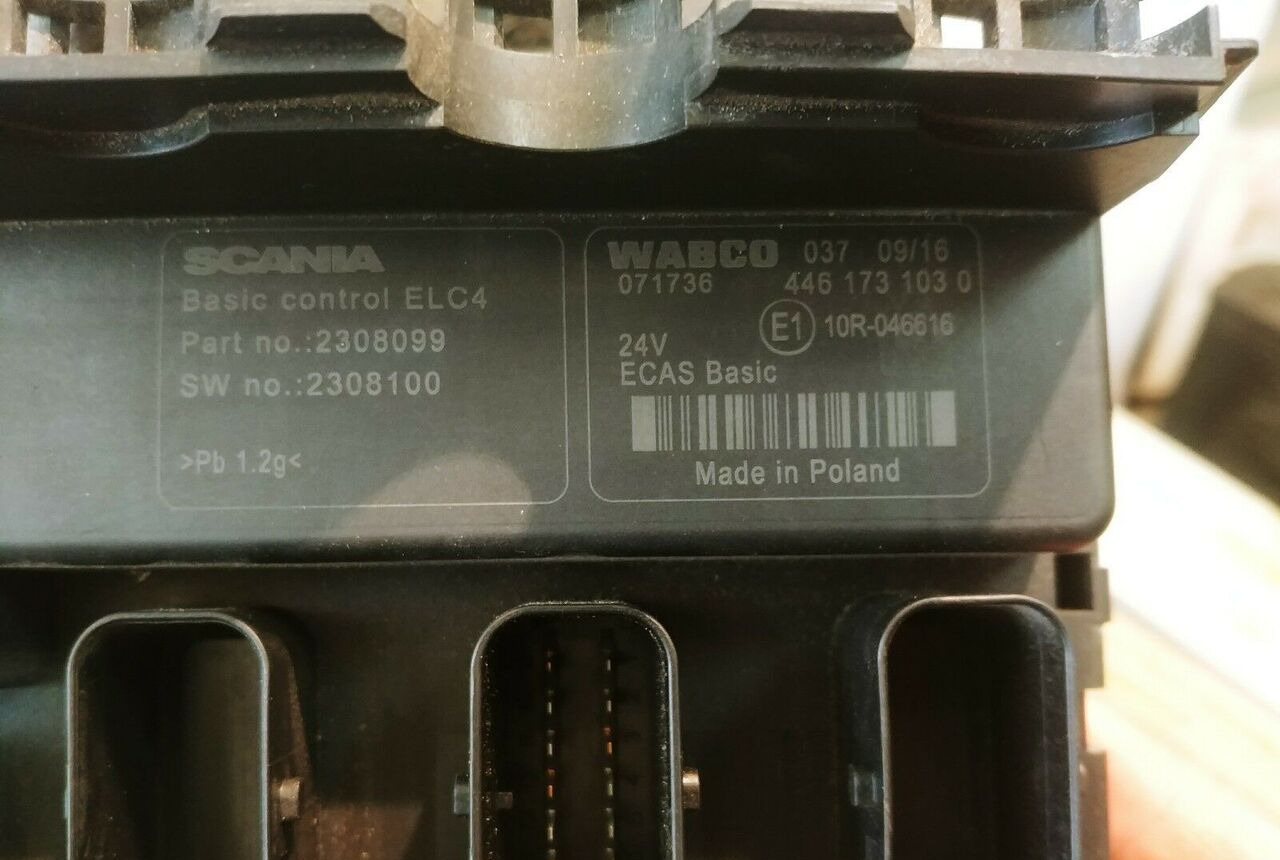 SCANIA
Basic control ELC4
Part no.:2308099
SW no.:2308100
>Pb 1.2g<
WABCO 037 09/16
071736 446 173 103 0
E1 10R-046616
24V
ECAS Basic
Made in Poland